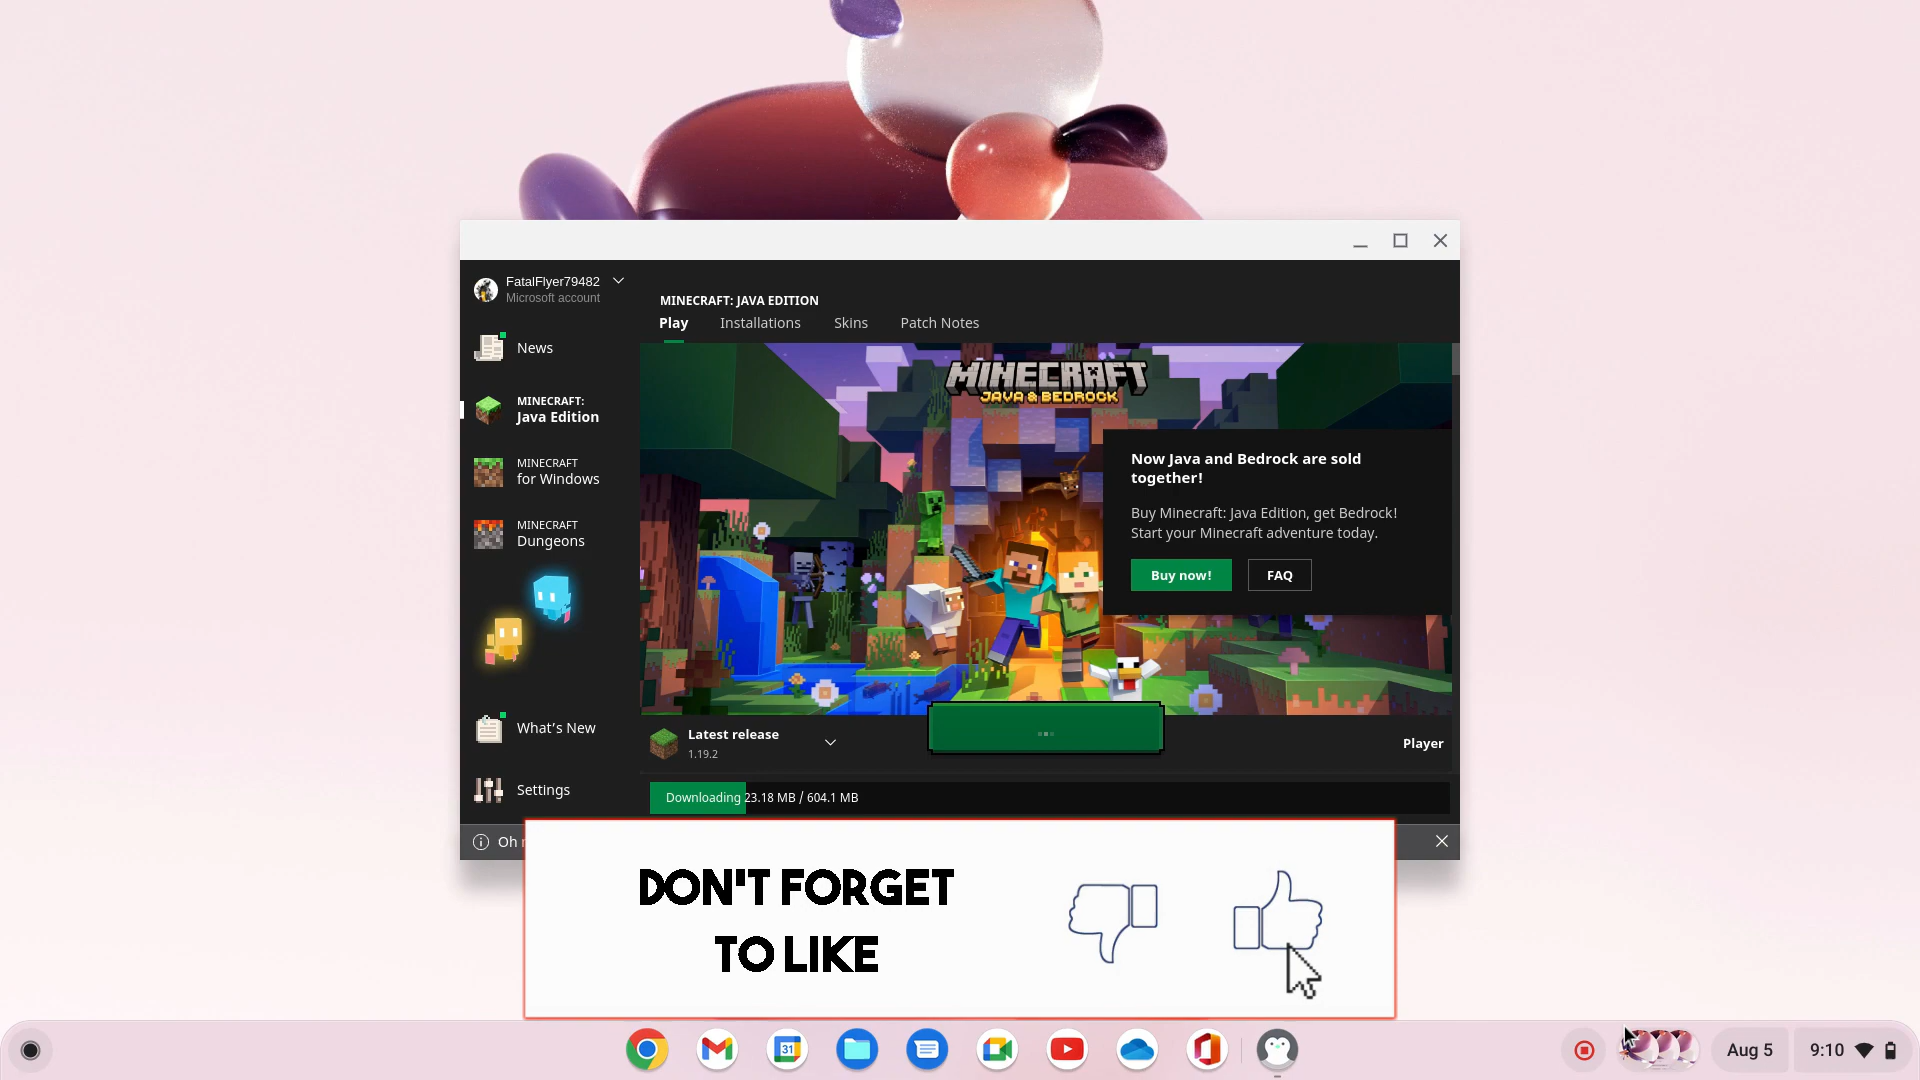 FatalFlyer79482
Microsoft account
MINECRAFT: JAVA EDITION
Play
Installations
Skins
Patch Notes
News
MINECRAFT:
Java Edition
MINECRAFT
for Windows
MINECRAFT
Dungeons
What's New
Settings
MINECRAFT
JAVA & BEDROCK
Now Java and Bedrock are sold
together!
Buy Minecraft: Java Edition, get Bedrock!
Start your Minecraft adventure today.
Buy now!
FAQ
Latest release
1.19.2
Player
Downloading 23.18 MB / 604.1 MB
Oh
DON'T FORGET
TO LIKE
31
Aug 5
9:10